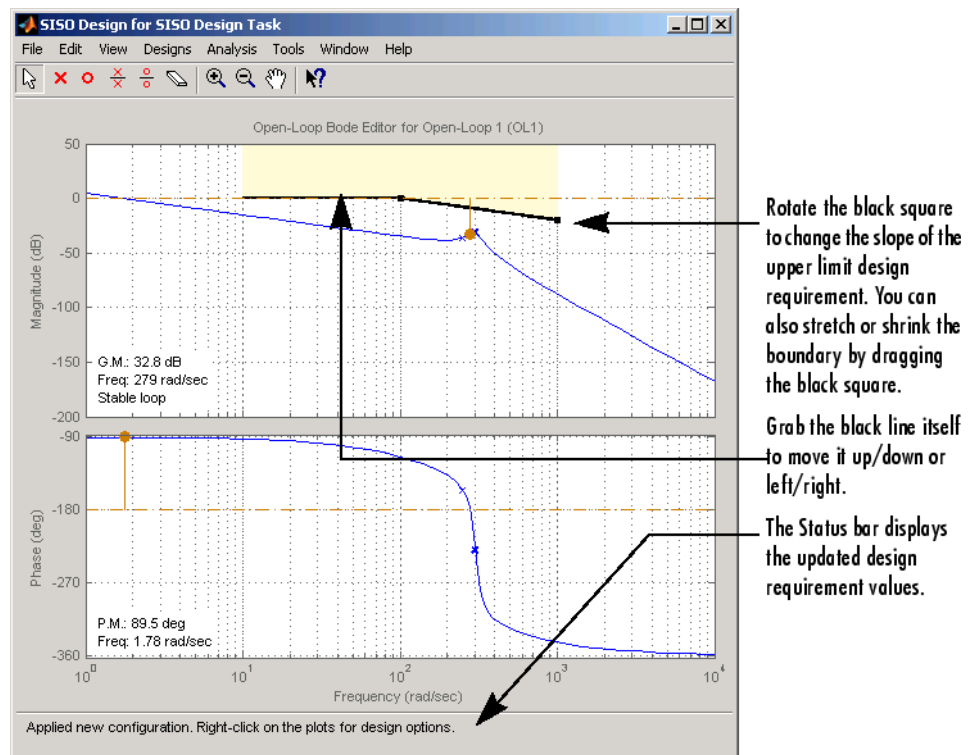 SISO Design for SISO Design Task
File Edit View Designs Analysis Tools Window Help
Open-Loop Bode Editor for Open-Loop 1 (OL1)
50
0
-50
-100
-150
-200
Magnitude (dB)
G.M.: 32.8 dB
Freq: 279 rad/sec
Stable loop
-90
-180
-270
-360
Phase (deg)
P.M.: 89.5 deg
Freq: 1.78 rad/sec
10^0 10^1 10^2 10^3 10^4
Frequency (rad/sec)
Applied new configuration. Right-click on the plots for design options.
Rotate the black square
to change the slope of the
upper limit design
requirement. You can
also stretch or shrink the
boundary by dragging
the black square.
Grab the black line itself
to move it up/down or
left/right.
The Status bar displays
the updated design
requirement values.